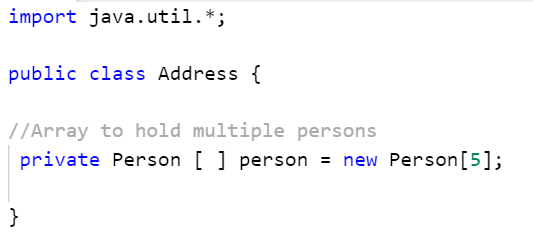 import java.util.*;
public class Address {
//Array to hold multiple persons
private Person [ ] person = new Person[5];
}